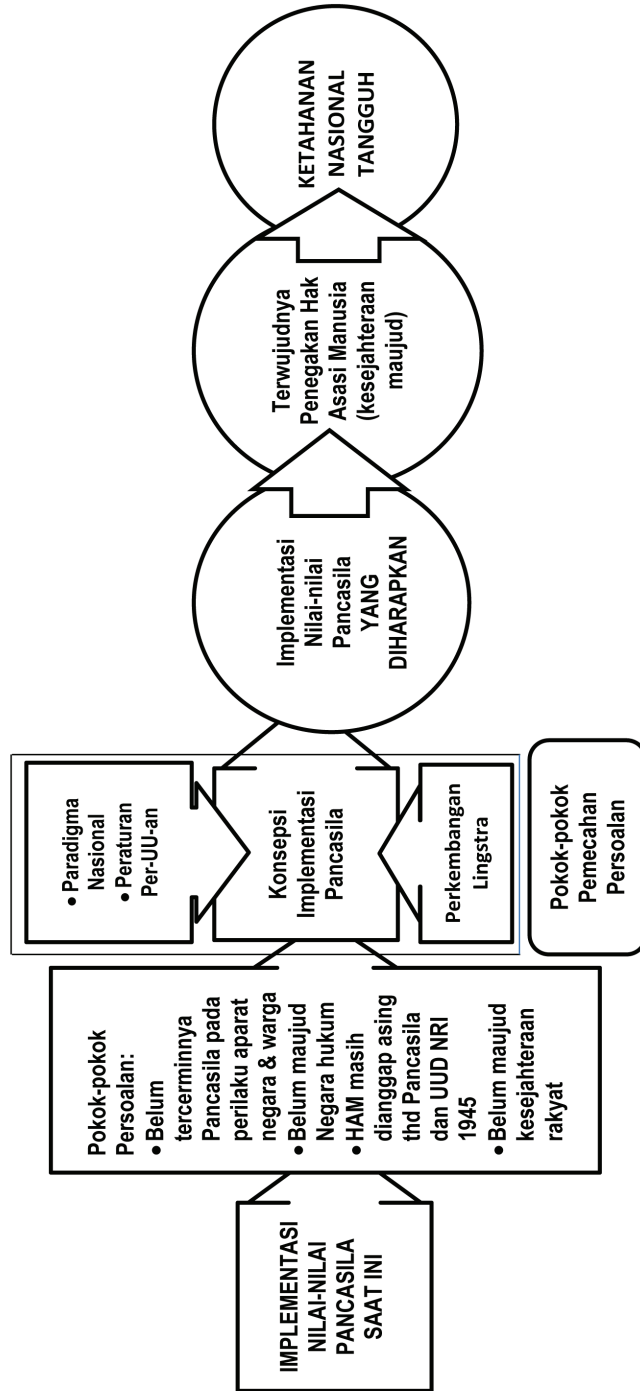 IMPLEMENTASI
NILAI-NILAI
PANCASILA
SAAT INI
Pokok-pokok
Persoalan:
• Belum
tercerminnya
Pancasila pada
perilaku aparat
negara & warga
• Belum maujud
Negara hukum
• HAM masih
dianggap asing
thd Pancasila
dan UUD NRI
1945
• Belum maujud
kesejahteraan
rakyat
• Paradigma
Nasional
• Peraturan
Per-UU-an
Konsepsi
Implementasi
Pancasila
Perkembangan
Lingstra
Pokok-pokok
Pemecahan
Persoalan
Implementasi
Nilai-nilai
Pancasila
YANG
DIHARAPKAN
Terwujudnya
Penegakan Hak
Asasi Manusia
(kesejahteraan
maujud)
KETAHANAN
NASIONAL
TANGGUH